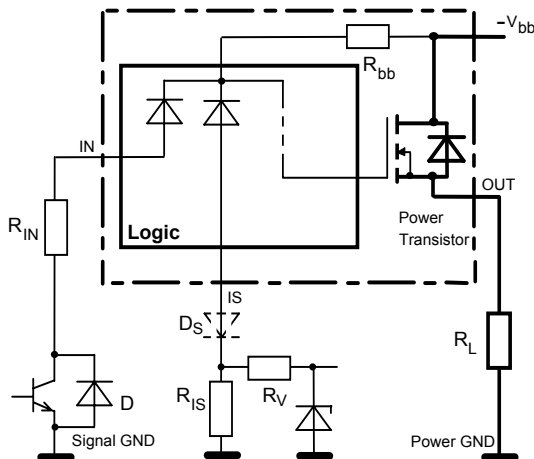 -Vbb
Rbb
IN
OUT
RIN
Logic
Power
Transistor
IS
DS
RL
D
RIS
RV
Signal GND
Power GND